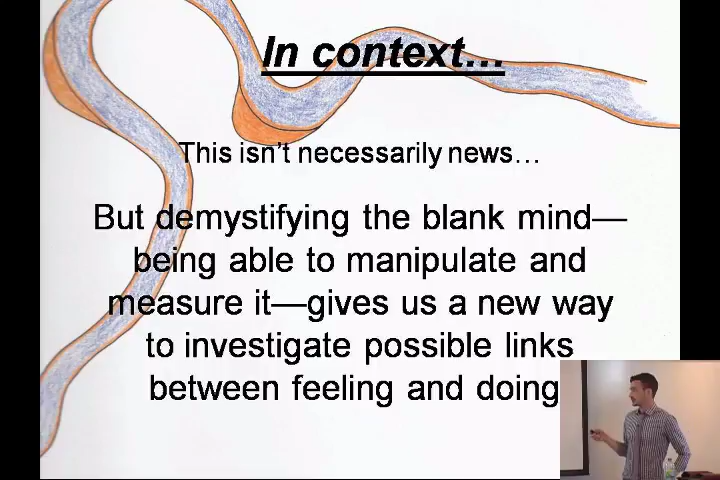 In context...
This isn't necessarily news...
But demystifying the blank mind—
being able to manipulate and
measure it—gives us a new way
to investigate possible links
between feeling and doing